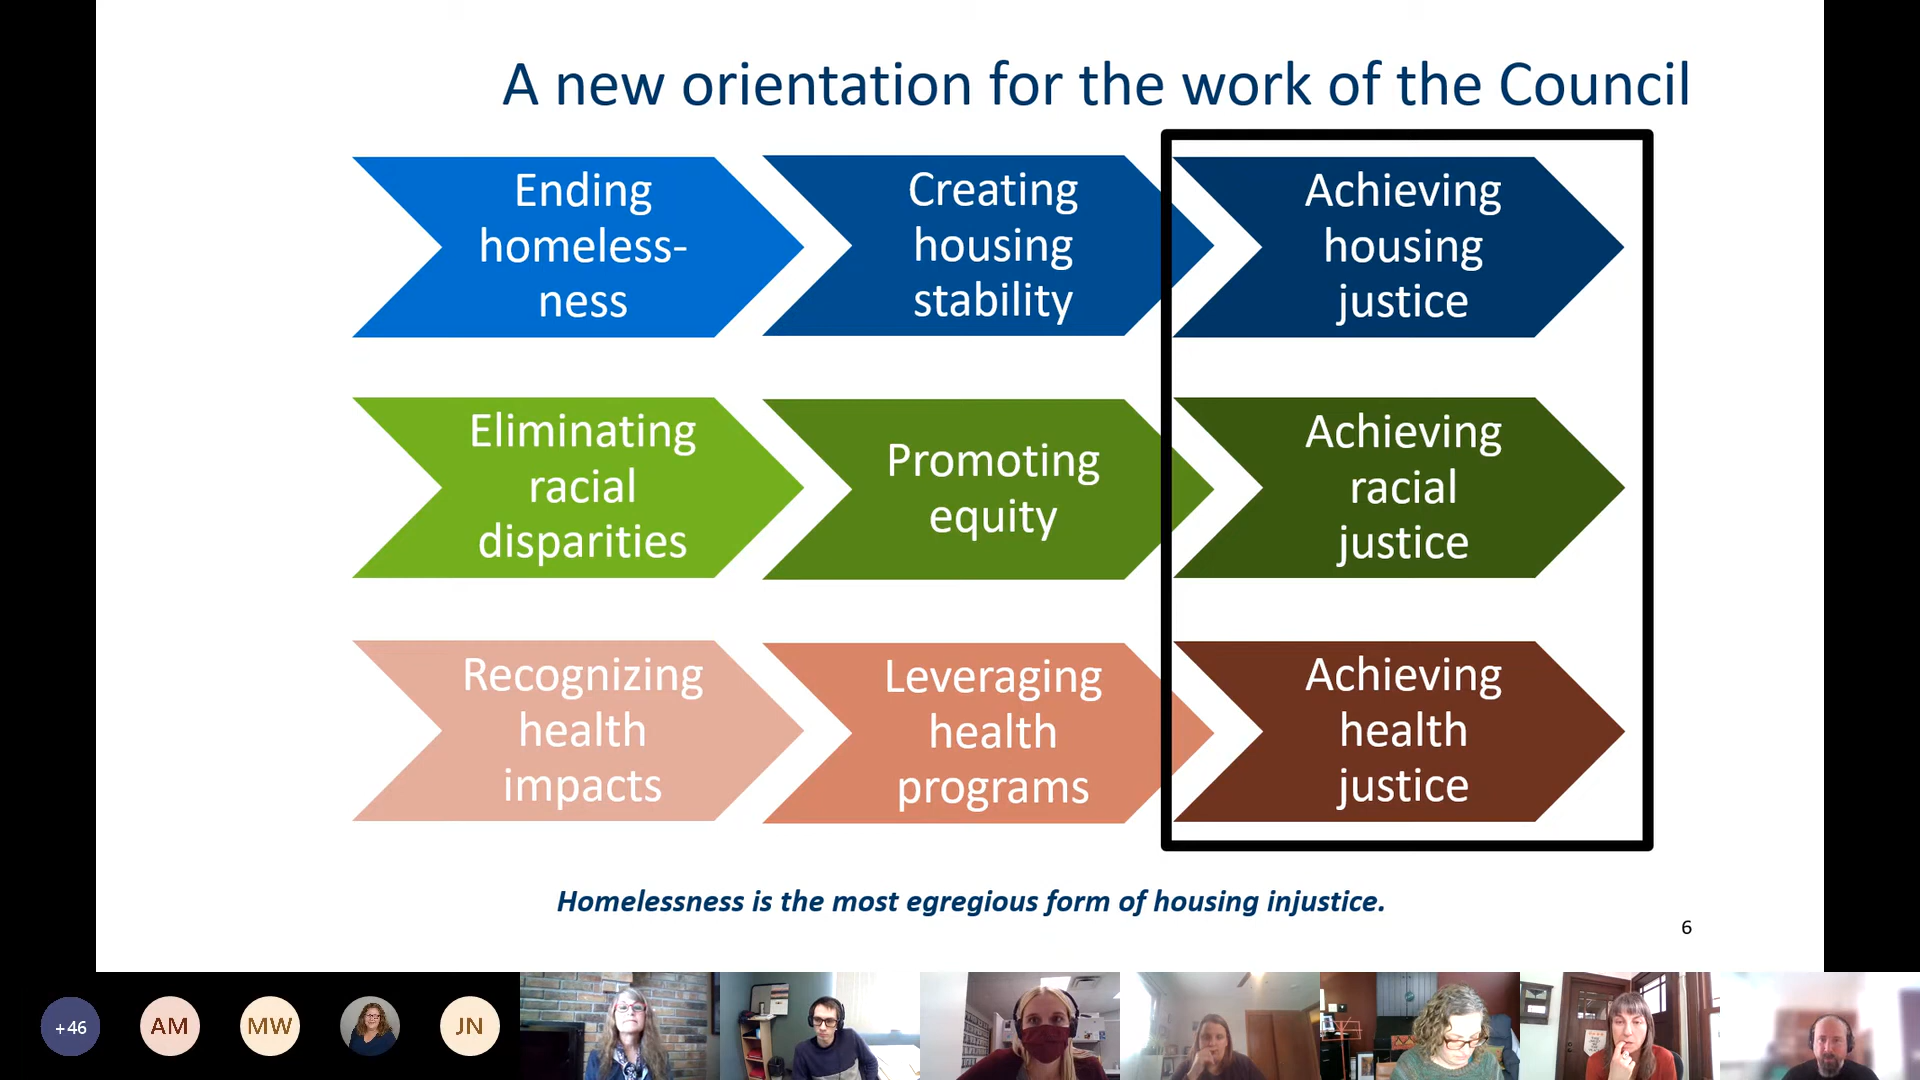 A new orientation for the work of the Council
Ending
homeless-
ness
Creating
housing
stability
Achieving
housing
justice
Eliminating
racial
disparities
Promoting
equity
Achieving
racial
justice
Recognizing
health
impacts
Leveraging
health
programs
Achieving
health
justice
Homelessness is the most egregious form of housing injustice.
6
+46
AM
MW
JN